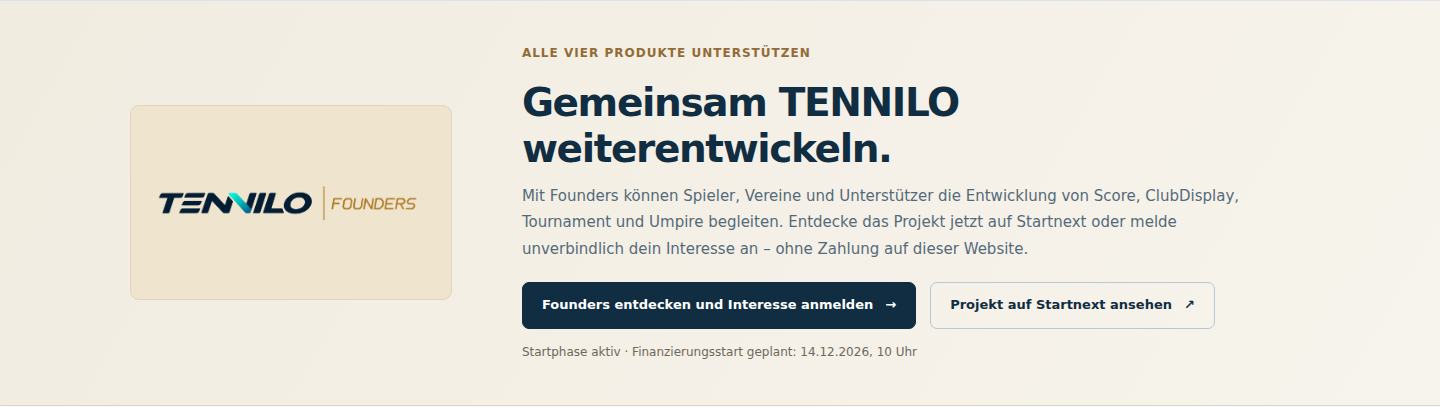 ALLE VIER PRODUKTE UNTERSTÜTZEN
Gemeinsam TENNILO
weiterentwickeln.
TENNILO | FOUNDERS
Mit Founders können Spieler, Vereine und Unterstützer die Entwicklung von Score, ClubDisplay,
Tournament und Umpire begleiten. Entdecke das Projekt jetzt auf Startnext oder melde
unverbindlich dein Interesse an – ohne Zahlung auf dieser Website.
Founders entdecken und Interesse anmelden →
Projekt auf Startnext ansehen ↗
Startphase aktiv · Finanzierungsstart geplant: 14.12.2026, 10 Uhr